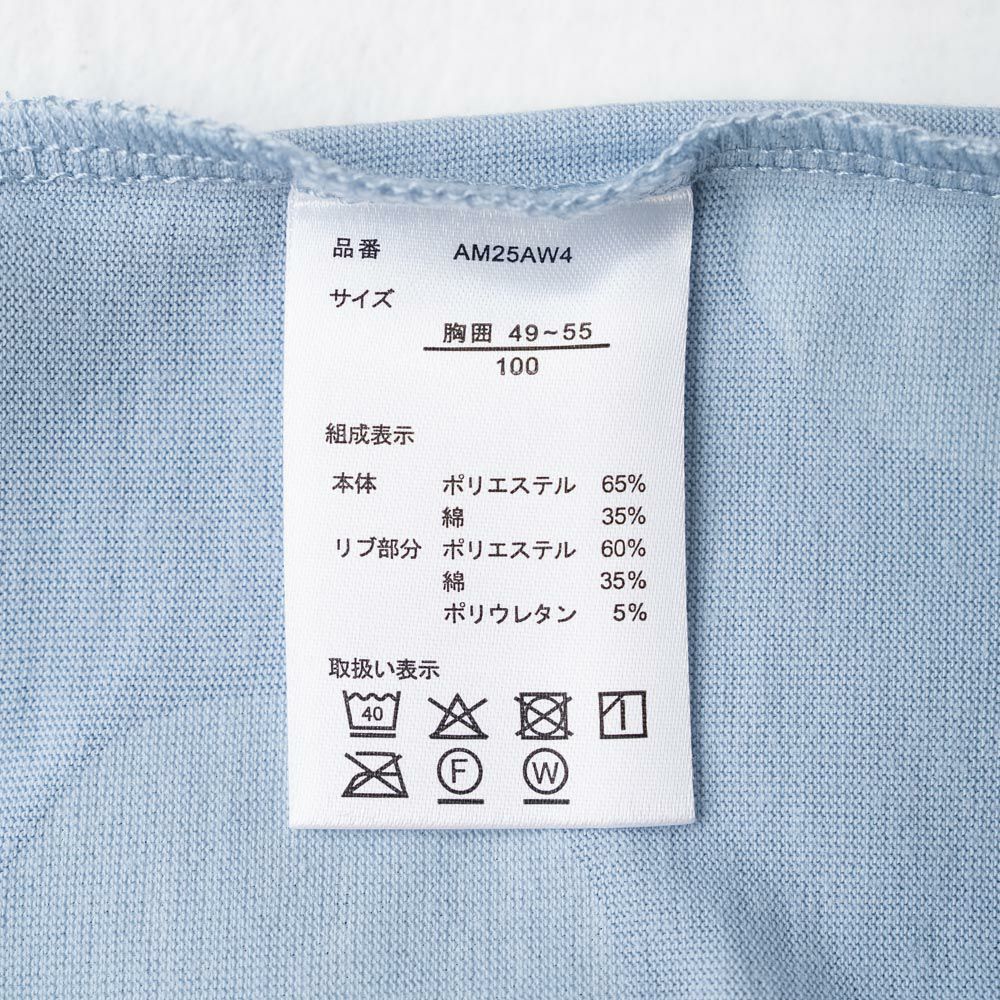 品番 AM25AW4
サイズ
胸囲 49~55
100
組成表示
本体 ポリエステル 65%
綿 35%
リブ部分 ポリエステル 60%
綿 35%
ポリウレタン 5%
取扱い表示
40
F W